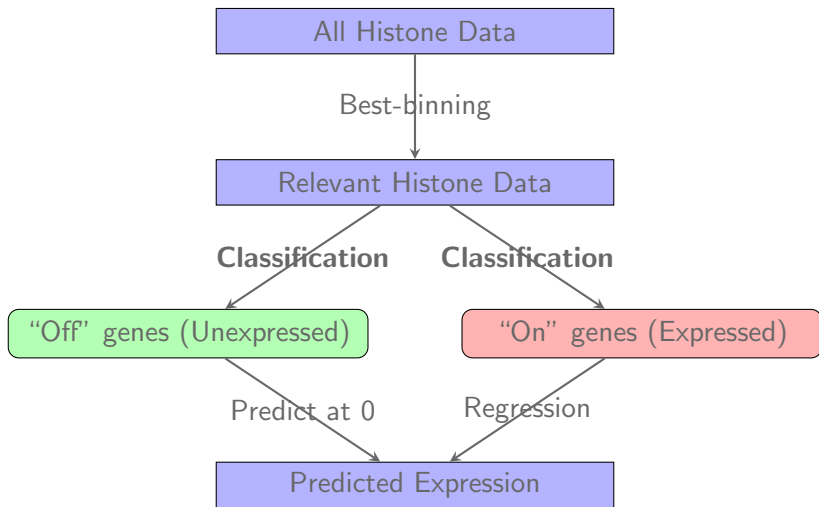 All Histone Data
Best-binning
Relevant Histone Data
Classification
Classification
“Off” genes (Unexpressed)
“On” genes (Expressed)
Predict at 0
Regression
Predicted Expression